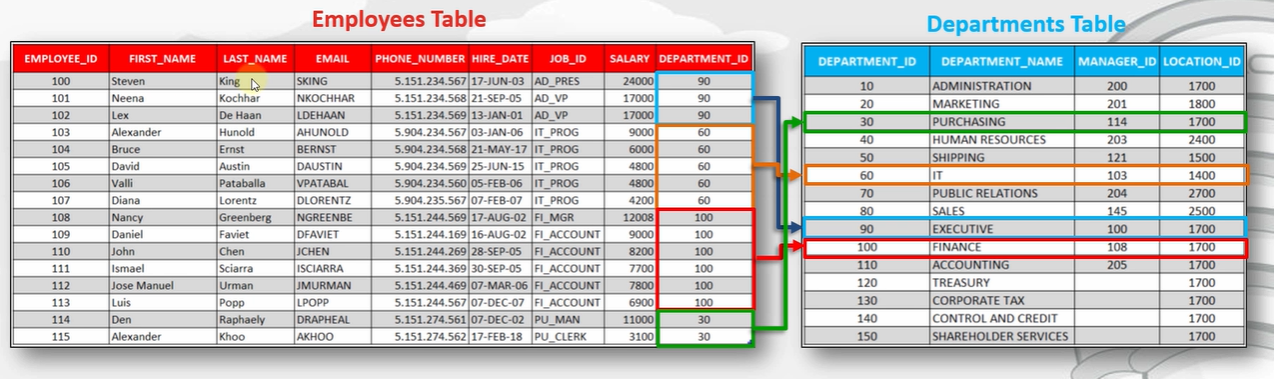 Employees Table
EMPLOYEE_ID FIRST_NAME LAST_NAME EMAIL PHONE_NUMBER HIRE_DATE JOB_ID SALARY DEPARTMENT_ID
100 Steven King SKING 5.151.234.567 17-JUN-03 AD_PRES 24000 90
101 Neena Kochhar NKOCHHAR 5.151.234.568 21-SEP-05 AD_VP 17000 90
102 Lex De Haan LDEHAAN 5.151.234.569 13-JAN-01 AD_VP 17000 90
103 Alexander Hunold AHUNOLD 5.904.234.567 03-JAN-06 IT_PROG 9000 60
104 Bruce Ernst BERNST 5.904.234.568 21-MAY-17 IT_PROG 6000 60
105 David Austin DAUSTIN 5.904.234.569 25-JUN-15 IT_PROG 4800 60
106 Valli Pataballa VPATABAL 5.904.234.560 05-FEB-06 IT_PROG 4800 60
107 Diana Lorentz DLORENTZ 5.904.235.567 07-FEB-07 IT_PROG 4200 60
108 Nancy Greenberg NGREENBE 5.151.244.569 17-AUG-02 FI_MGR 12008 100
109 Daniel Faviet DFAVIET 5.151.244.169 16-AUG-02 FI_ACCOUNT 9000 100
110 John Chen JCHEN 5.151.244.269 28-SEP-05 FI_ACCOUNT 8200 100
111 Ismael Sciarra ISCIARRA 5.151.244.369 30-SEP-05 FI_ACCOUNT 7700 100
112 Jose Manuel Urman JMURMAN 5.151.244.469 07-MAR-06 FI_ACCOUNT 7800 100
113 Luis Popp LPOPP 5.151.244.567 07-DEC-07 FI_ACCOUNT 6900 100
114 Den Raphaely DRAPHEAL 5.151.274.561 07-DEC-02 PU_MAN 11000 30
115 Alexander Khoo AKHOO 5.151.274.562 17-FEB-18 PU_CLERK 3100 30
Departments Table
DEPARTMENT_ID DEPARTMENT_NAME MANAGER_ID LOCATION_ID
10 ADMINISTRATION 200 1700
20 MARKETING 201 1800
30 PURCHASING 114 1700
40 HUMAN RESOURCES 203 2400
50 SHIPPING 121 1500
60 IT 103 1400
70 PUBLIC RELATIONS 204 2700
80 SALES 145 2500
90 EXECUTIVE 100 1700
100 FINANCE 108 1700
110 ACCOUNTING 205 1700
120 TREASURY 1700
130 CORPORATE TAX 1700
140 CONTROL AND CREDIT 1700
150 SHAREHOLDER SERVICES 1700